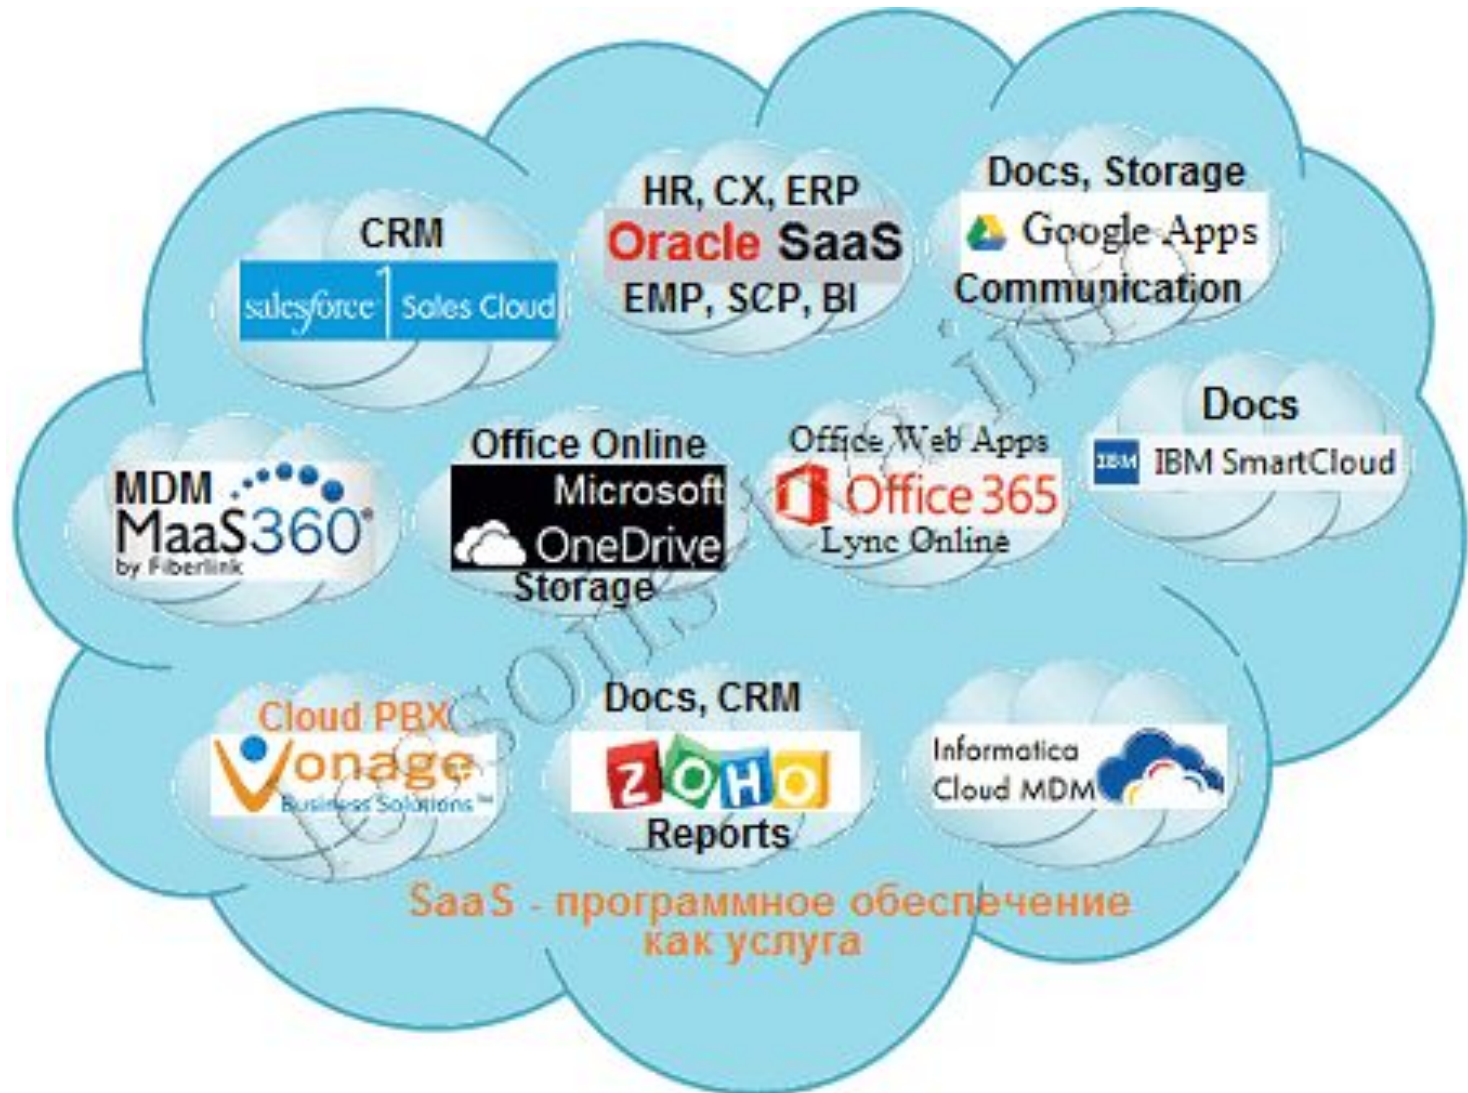 CRM
salesforce 1 Sales Cloud
HR, CX, ERP
Oracle SaaS
EMP, SCP, BI
Docs, Storage
Google Apps
Communication
MDM
MaaS360®
by Fiberlink
Office Online
Microsoft
OneDrive
Storage
Office Web Apps
Office 365
Lync Online
Docs
IBM IBM SmartCloud
Cloud PBX
Vonage
Business Solutions ™
Docs, CRM
ZOHO
Reports
Informatica
Cloud MDM
SaaS - программное обеспечение
как услуга